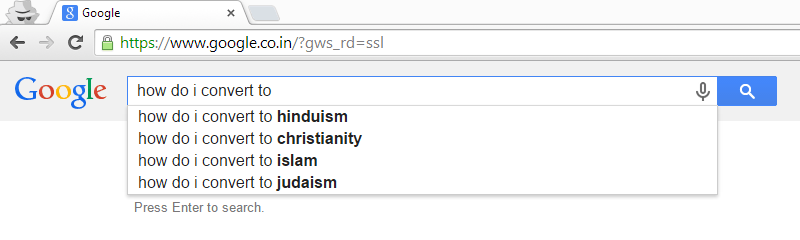 Google
https://www.google.co.in/?gws_rd=ssl
Google
how do i convert to
how do i convert to hinduism
how do i convert to christianity
how do i convert to islam
how do i convert to judaism
Press Enter to search.